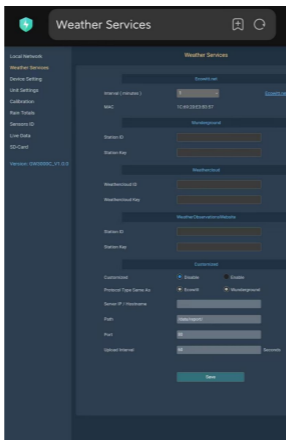 Weather Services
Local Network
Weather Services
Device Setting
Unit Settings
Calibration
Rain Totals
Sensors ID
Live Data
SD-Card
Weather Services
Ecowitt.net
Interval ( minutes )
5
Ecowitt.net
MAC
Wunderground
Station ID
Station Key
Weathercloud
Weathercloud ID
Weathercloud Key
WeatherObservationsWebsite
Station ID
Station Key
Customized
Customized
Disable
Enable
Protocol Type Same As
Ecowitt
Wunderground
Server IP / Hostname
Path
Port
Upload Interval
Seconds
Save